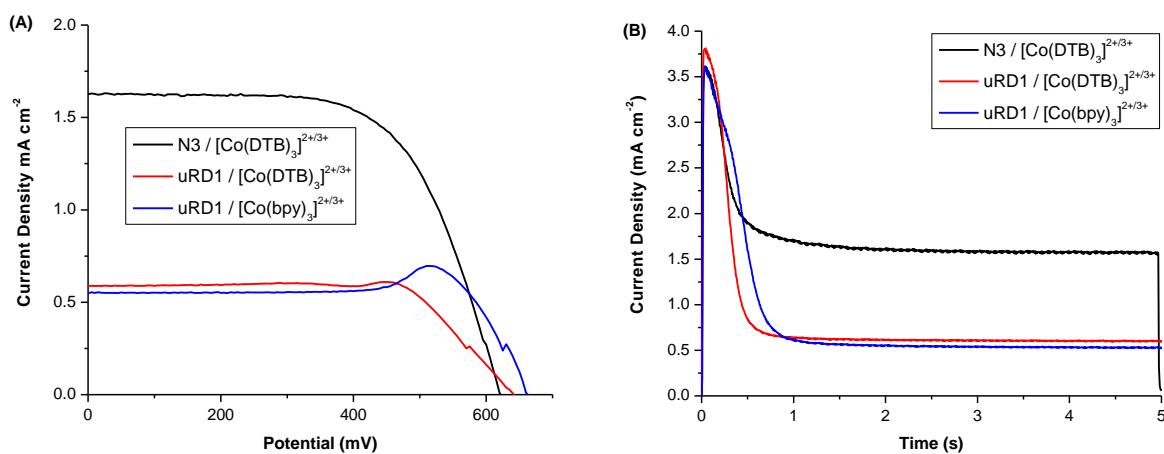 (A)
2.0
1.5
1.0
0.5
0.0
Current Density mA cm⁻²
0
200
400
600
Potential (mV)
N3 / [Co(DTB)₃]²⁺/³⁺
uRD1 / [Co(DTB)₃]²⁺/³⁺
uRD1 / [Co(bpy)₃]²⁺/³⁺
(B)
4.0
3.5
3.0
2.5
2.0
1.5
1.0
0.5
0.0
Current Density (mA cm⁻²)
0
1
2
3
4
5
Time (s)
N3 / [Co(DTB)₃]²⁺/³⁺
uRD1 / [Co(DTB)₃]²⁺/³⁺
uRD1 / [Co(bpy)₃]²⁺/³⁺